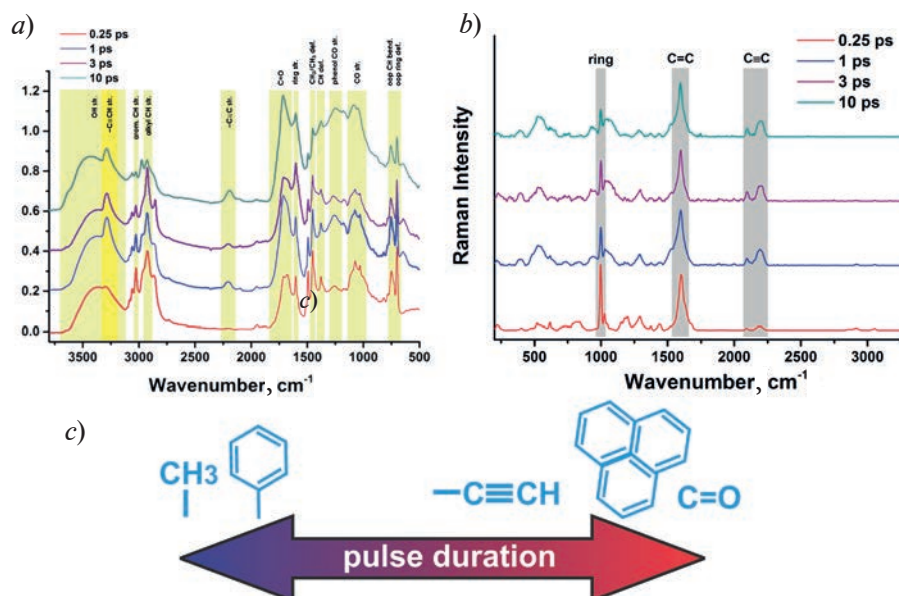 a)
0.25 ps
1 ps
3 ps
10 ps
OH str.
–C≡CH str.
arom. CH str.
alkyl CH str.
–C≡C str.
C=O
ring str.
CH₂/CH₃ def.
CH def.
phenol CO str.
CO str.
oop CH bend.
oop ring def.
1.2
1.0
0.8
0.6
0.4
0.2
0.0
c)
3500 3000 2500 2000 1500 1000 500
Wavenumber, cm⁻¹
b)
0.25 ps
1 ps
3 ps
10 ps
ring
C=C
C≡C
Raman Intensity
500 1000 1500 2000 2500 3000
Wavenumber, cm⁻¹
c)
CH3
C≡CH
C=O
pulse duration